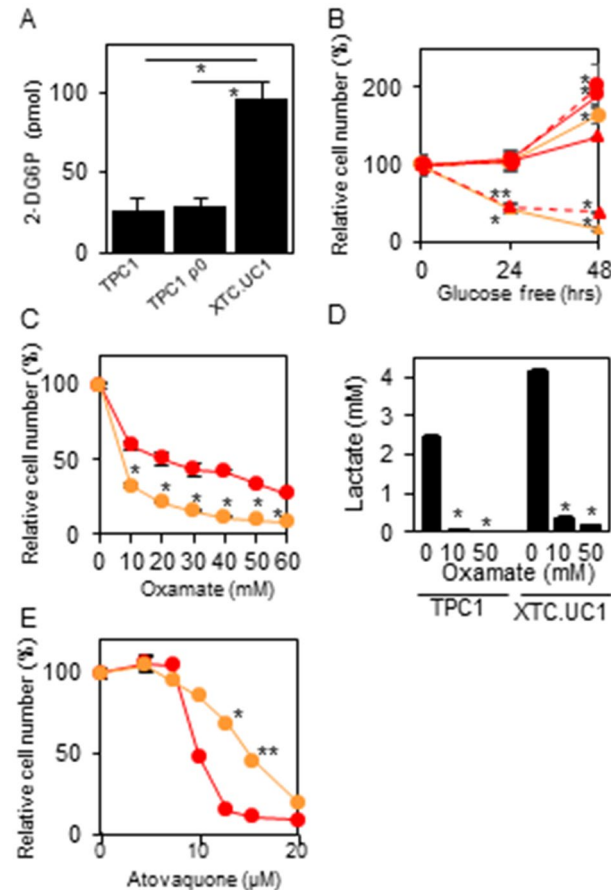 A
2-DG6P (pmol)
100
50
0
*
*
TPC1
TPC1 ρ0
XTC.UC1
B
Relative cell number (%)
200
100
0
*
*
*
**
*
*
*
0
24
48
Glucose free (hrs)
C
Relative cell number (%)
100
50
0
* * * * * *
0 10 20 30 40 50 60
Oxamate (mM)
D
Lactate (mM)
4
2
0
* *
* *
0 10 50 0 10 50
Oxamate (mM)
TPC1 XTC.UC1
E
Relative cell number (%)
100
50
0
*
**
0 10 20
Atovaquone (µM)